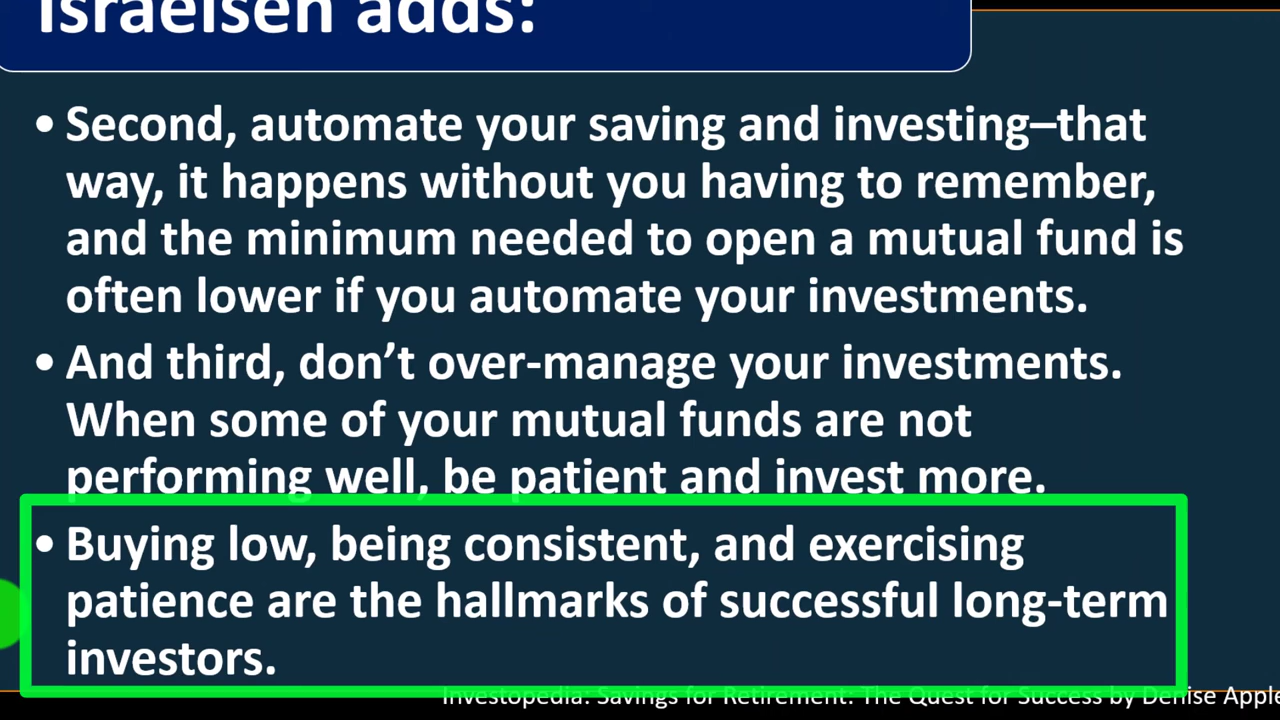 Israelsen adds:
• Second, automate your saving and investing–that
way, it happens without you having to remember,
and the minimum needed to open a mutual fund is
often lower if you automate your investments.
• And third, don’t over-manage your investments.
When some of your mutual funds are not
performing well, be patient and invest more.
• Buying low, being consistent, and exercising
patience are the hallmarks of successful long-term
investors.
Investopedia: Savings for Retirement: The Quest for Success by Denise Apple